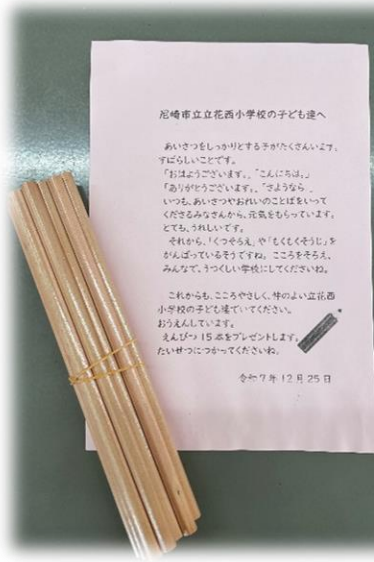 尼崎市立立花西小学校の子ども達へ
あいさつをしっかりとする子がたくさんいます、
すばらしいことです。
「おはようございます。」「こんにちは。」
「ありがとうございます。」「さようなら」
いつも、あいさつやおれいのことばをいって
くださるみなさんから、元気をもらっています。
とても、うれしいです。
それから、「くつそろえ」や「もくもくそうじ」を
がんばっているそうですね。こころをそろえ、
みんなで、うつくしい学校にしてくださいね。
これからも、こころやさしく、仲のよい立花西
小学校の子ども達でいてください。
おうえんしています。
えんぴつ15本をプレゼントします。
たいせつにつかってくださいね。
令和7年12月25日